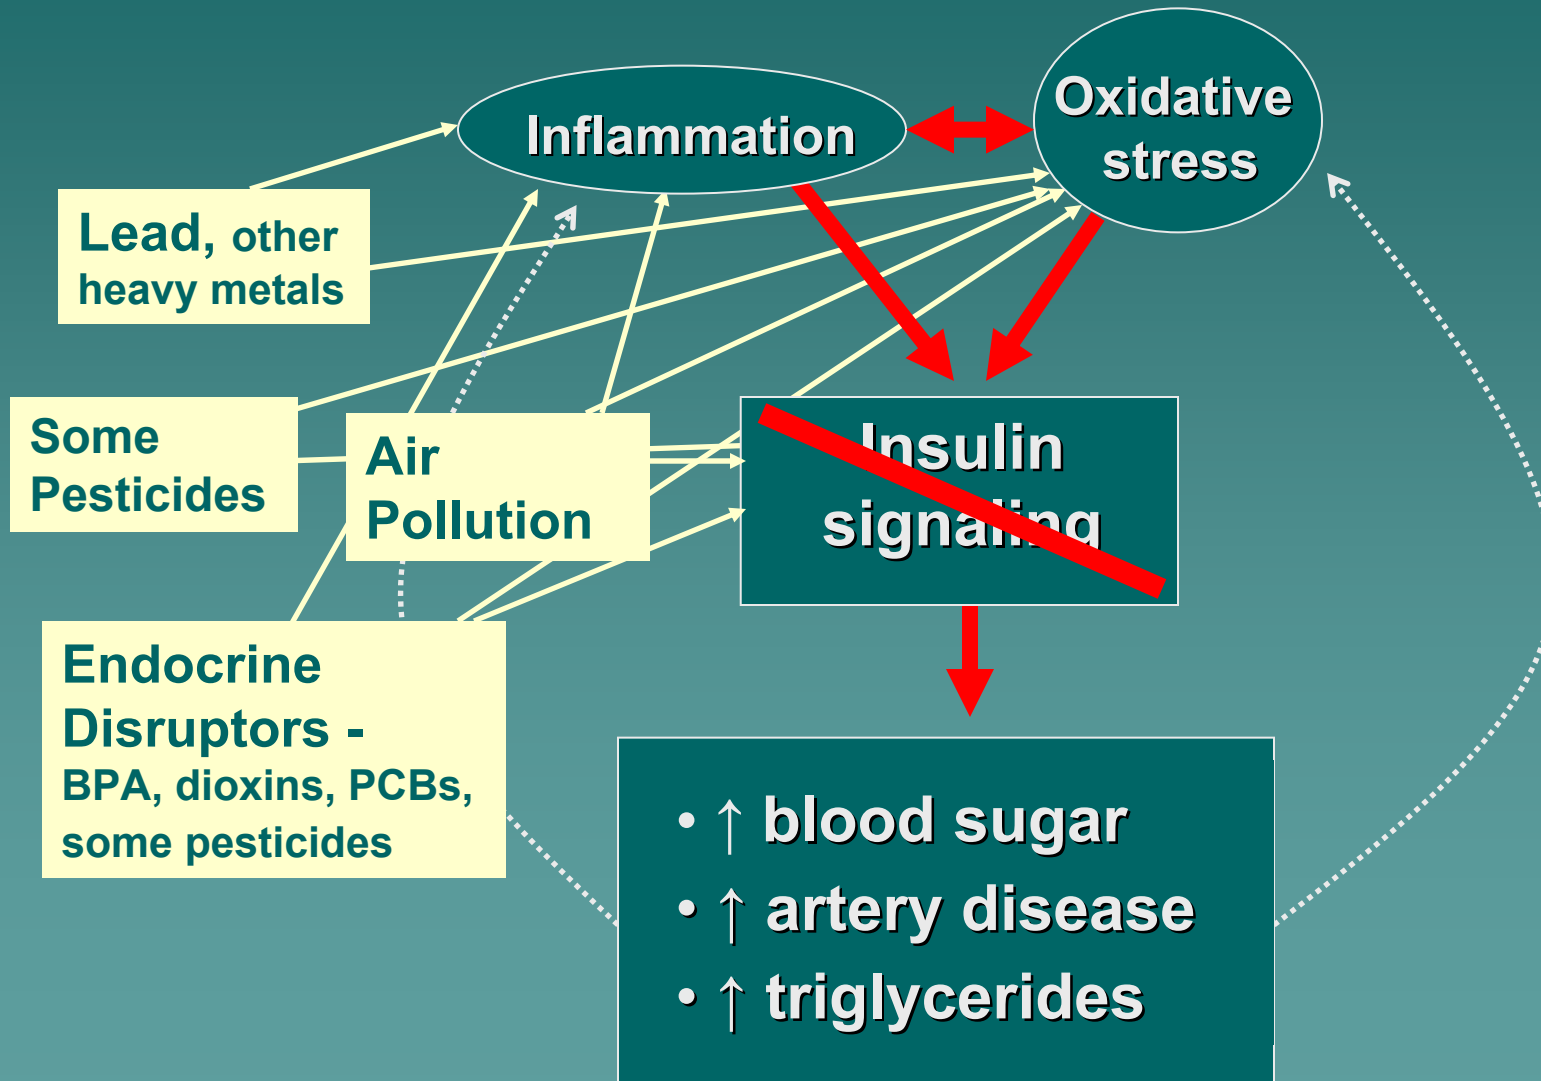 Inflammation
Oxidative
stress
Lead, other
heavy metals
Some
Pesticides
Air
Pollution
Insulin
signaling
Endocrine
Disruptors -
BPA, dioxins, PCBs,
some pesticides
• ↑ blood sugar
• ↑ artery disease
• ↑ triglycerides